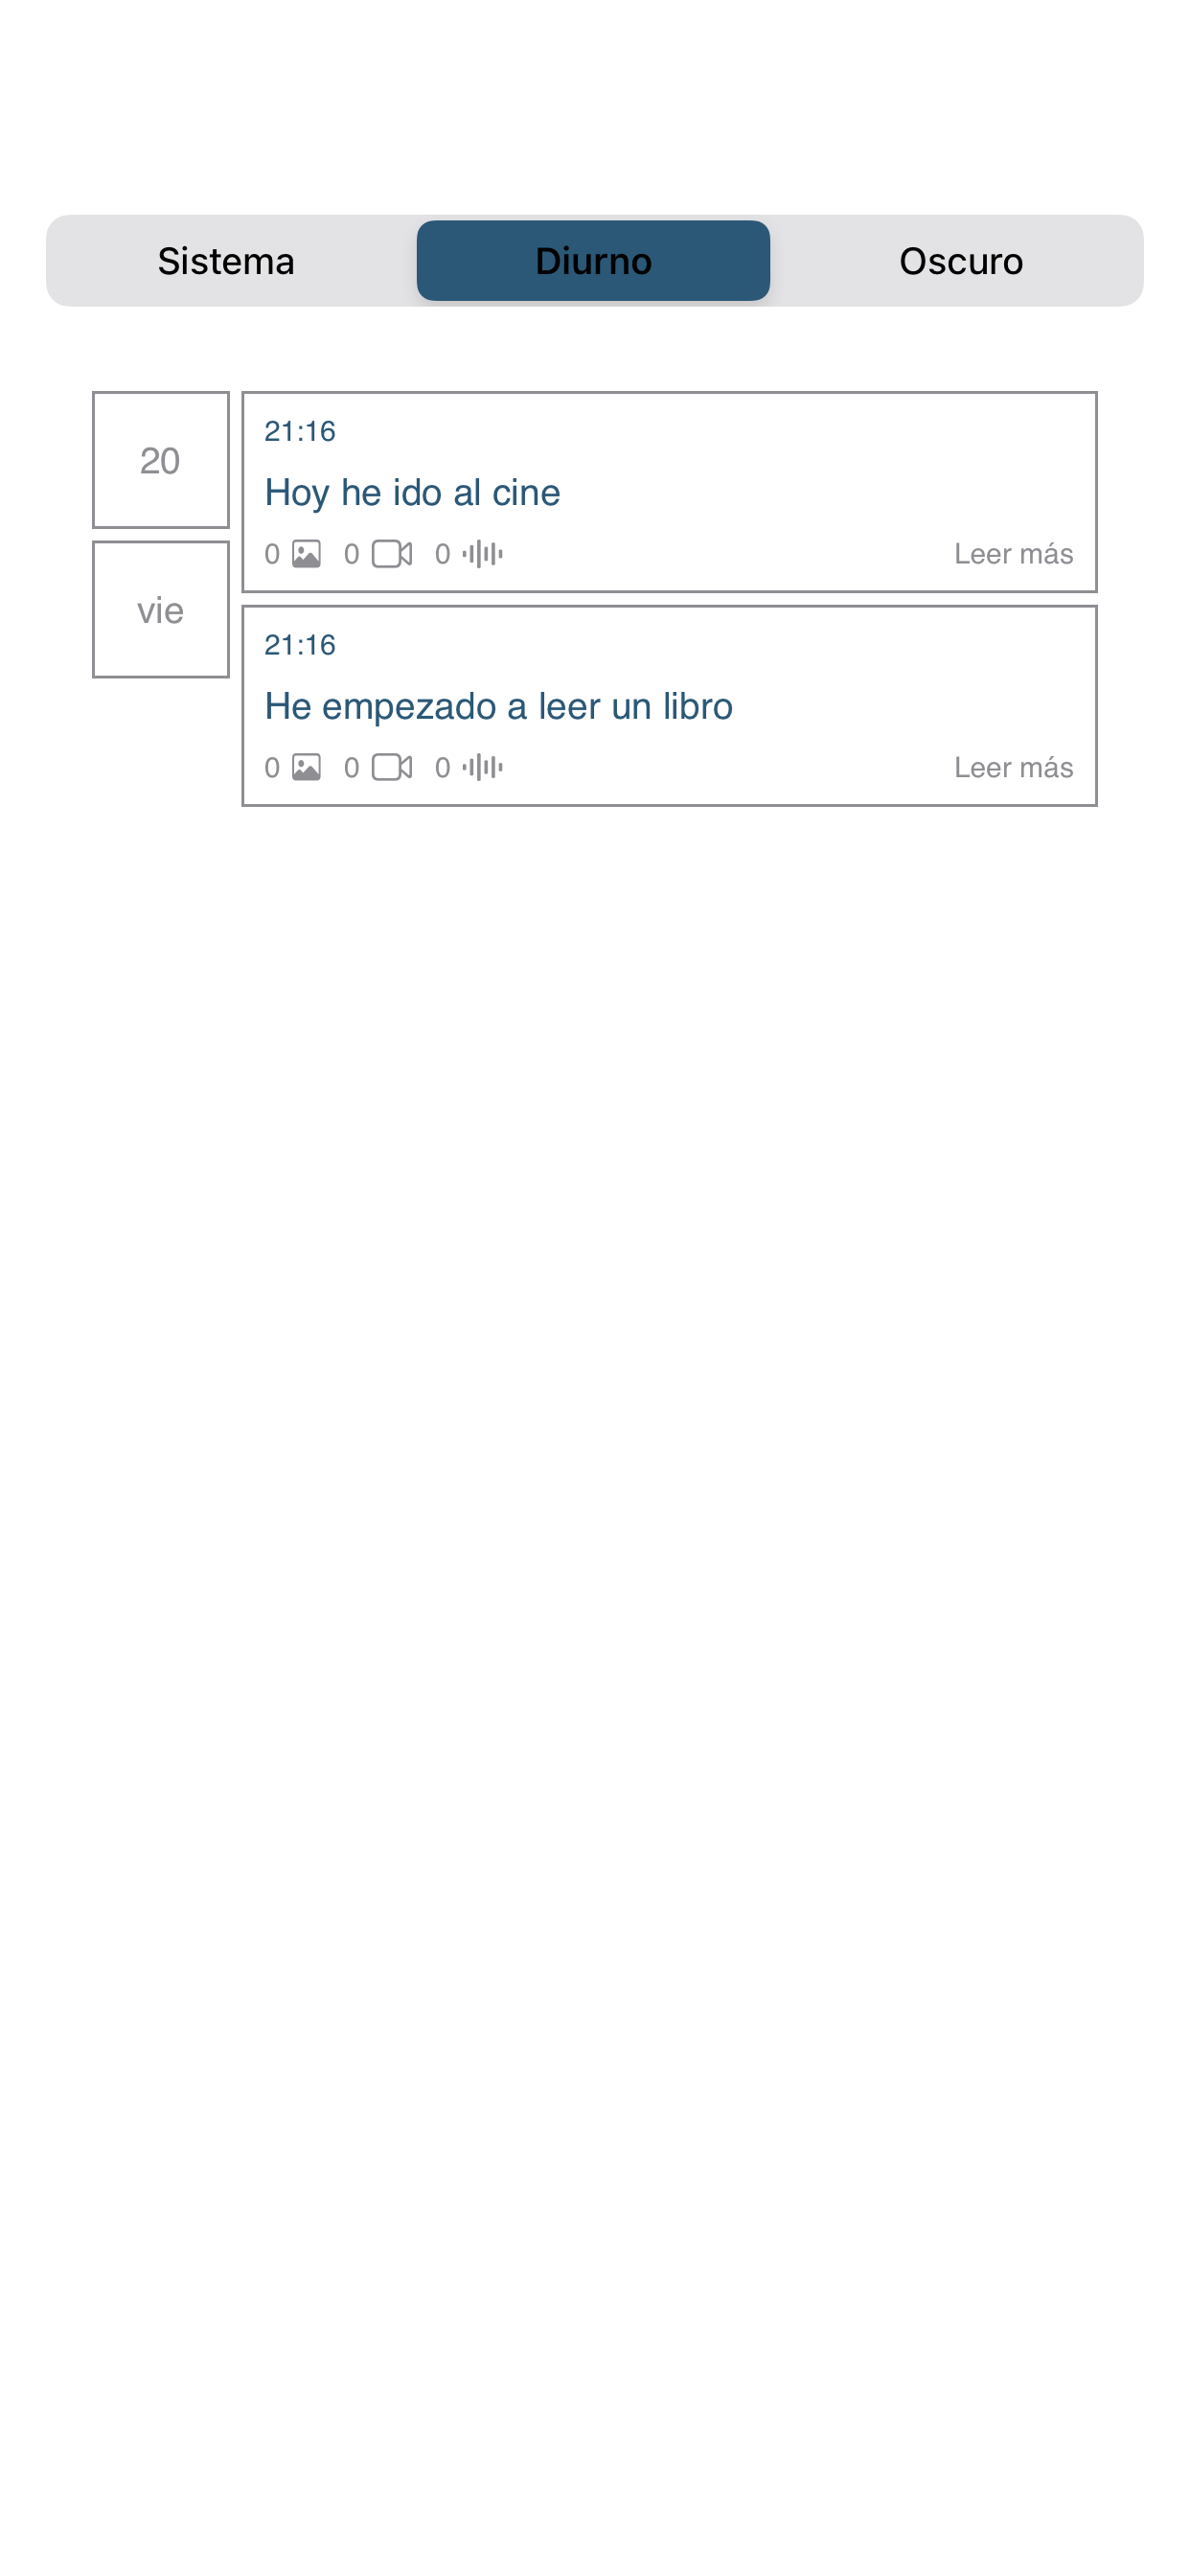 Sistema
Diurno
Oscuro
20
vie
21:16
Hoy he ido al cine
0 0 0 Leer más
21:16
He empezado a leer un libro
0 0 0 Leer más